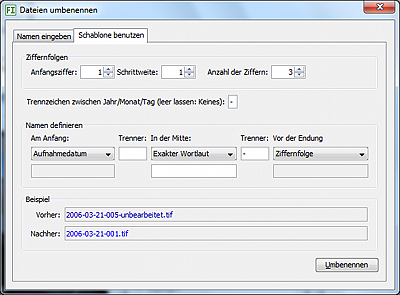 FI Dateien umbenennen
Namen eingeben Schablone benutzen
Ziffernfolgen
Anfangsziffer: 1 Schrittweite: 1 Anzahl der Ziffern: 3
Trennzeichen zwischen Jahr/Monat/Tag (leer lassen: Keines): -
Namen definieren
Am Anfang: Trenner: In der Mitte: Trenner: Vor der Endung
Aufnahmedatum Exakter Wortlaut - Ziffernfolge
Beispiel
Vorher: 2006-03-21-005-unbearbeitet.tif
Nachher: 2006-03-21-001.tif
Umbenennen